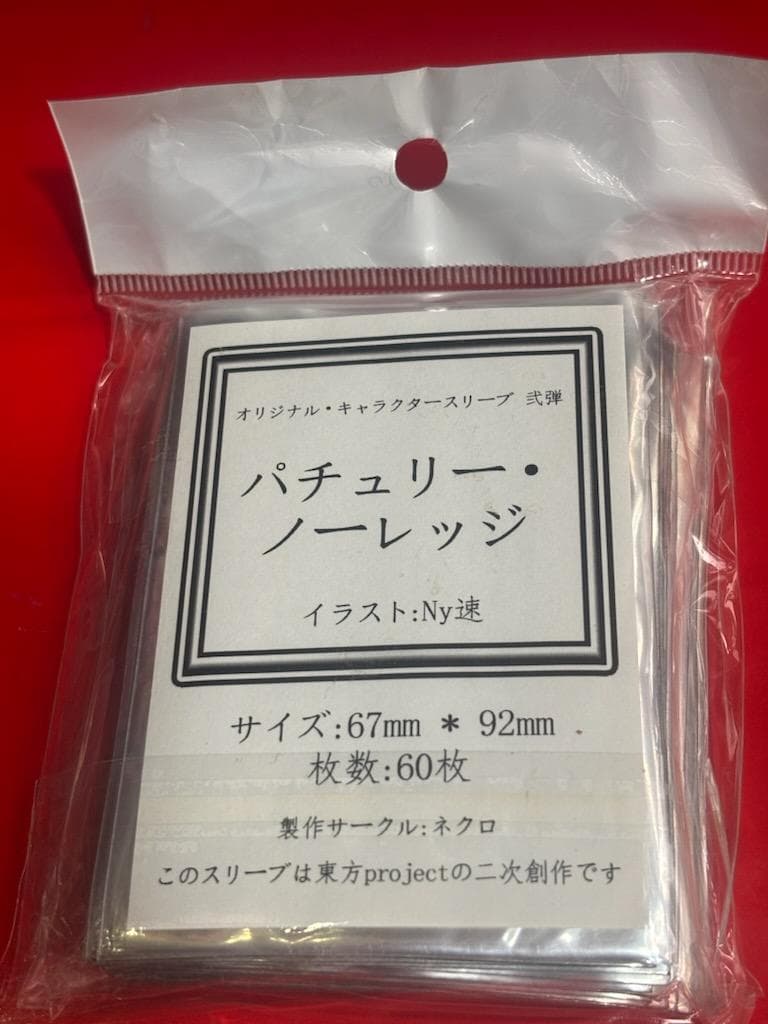 オリジナル・キャラクタースリーブ 弐弾
パチュリー・
ノーレッジ
イラスト:Ny速
サイズ:67mm * 92mm
枚数:60枚
製作サークル:ネクロ
このスリーブは東方projectの二次創作です